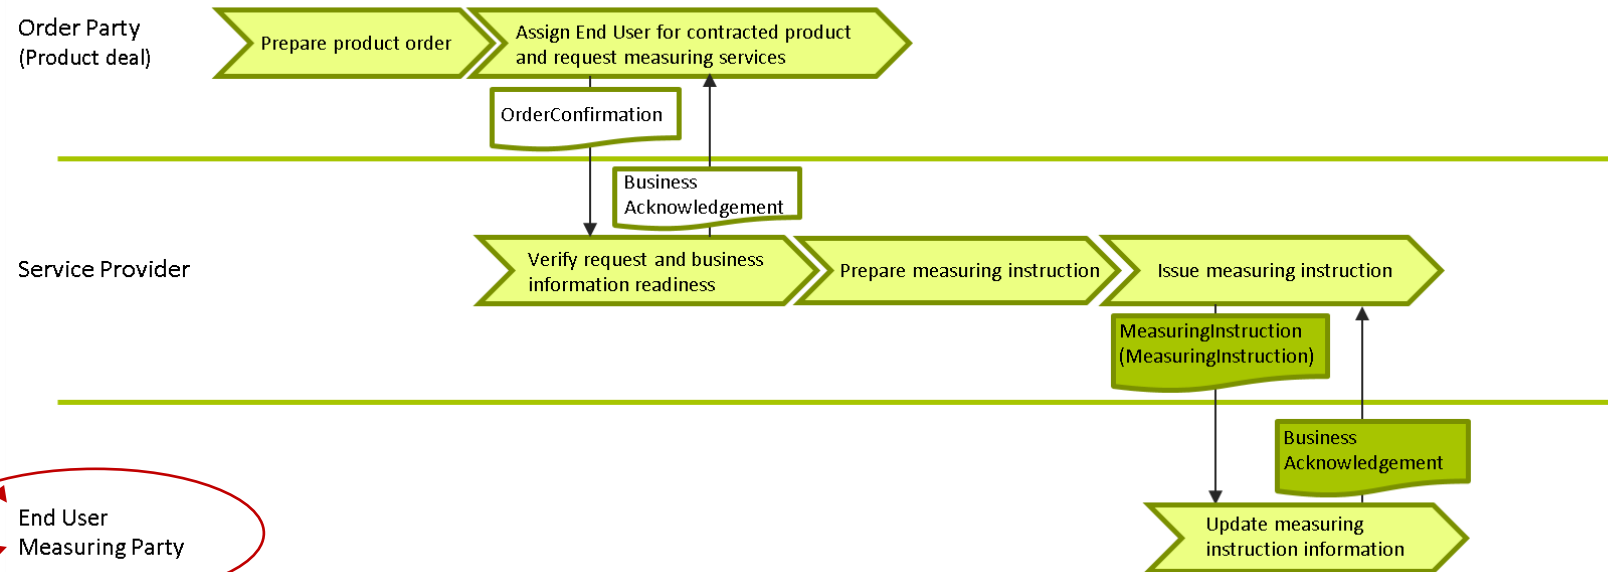 Order Party
(Product deal)
Prepare product order
Assign End User for contracted product
and request measuring services
OrderConfirmation
Business
Acknowledgement
Service Provider
Verify request and business
information readiness
Prepare measuring instruction
Issue measuring instruction
MeasuringInstruction
(MeasuringInstruction)
Business
Acknowledgement
End User
Measuring Party
Update measuring
instruction information